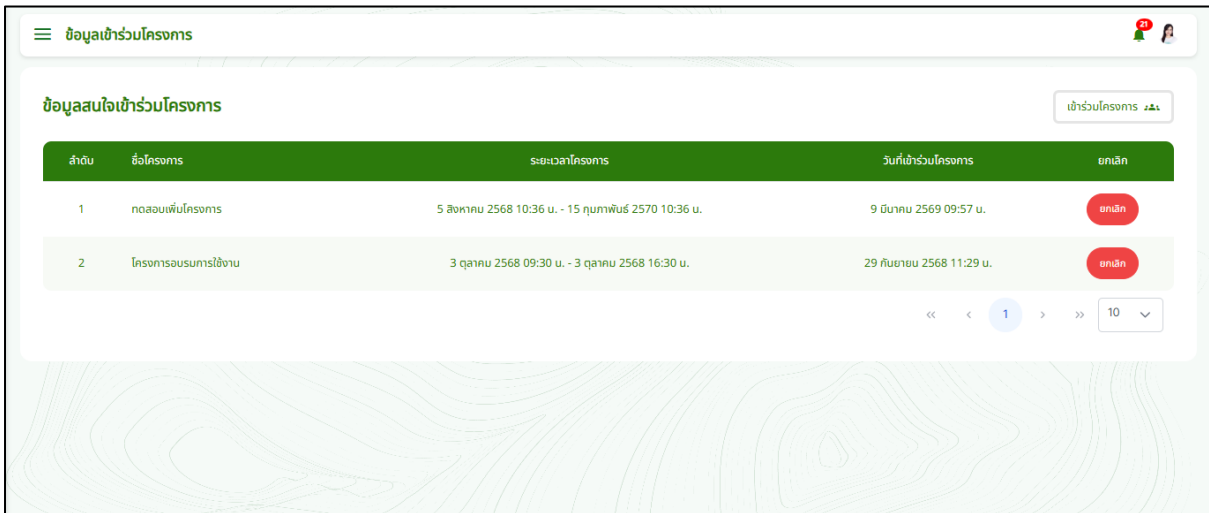 ข้อมูลเข้าร่วมโครงการ
21
ข้อมูลสนใจเข้าร่วมโครงการ
เข้าร่วมโครงการ
ลำดับ ชื่อโครงการ ระยะเวลาโครงการ วันที่เข้าร่วมโครงการ ยกเลิก
1 ทดสอบเพิ่มโครงการ 5 สิงหาคม 2568 10:36 น. - 15 กุมภาพันธ์ 2570 10:36 น. 9 มีนาคม 2569 09:57 น. ยกเลิก
2 โครงการอบรมการใช้งาน 3 ตุลาคม 2568 09:30 น. - 3 ตุลาคม 2568 16:30 น. 29 กันยายน 2568 11:29 น. ยกเลิก
« ‹ 1 › » 10